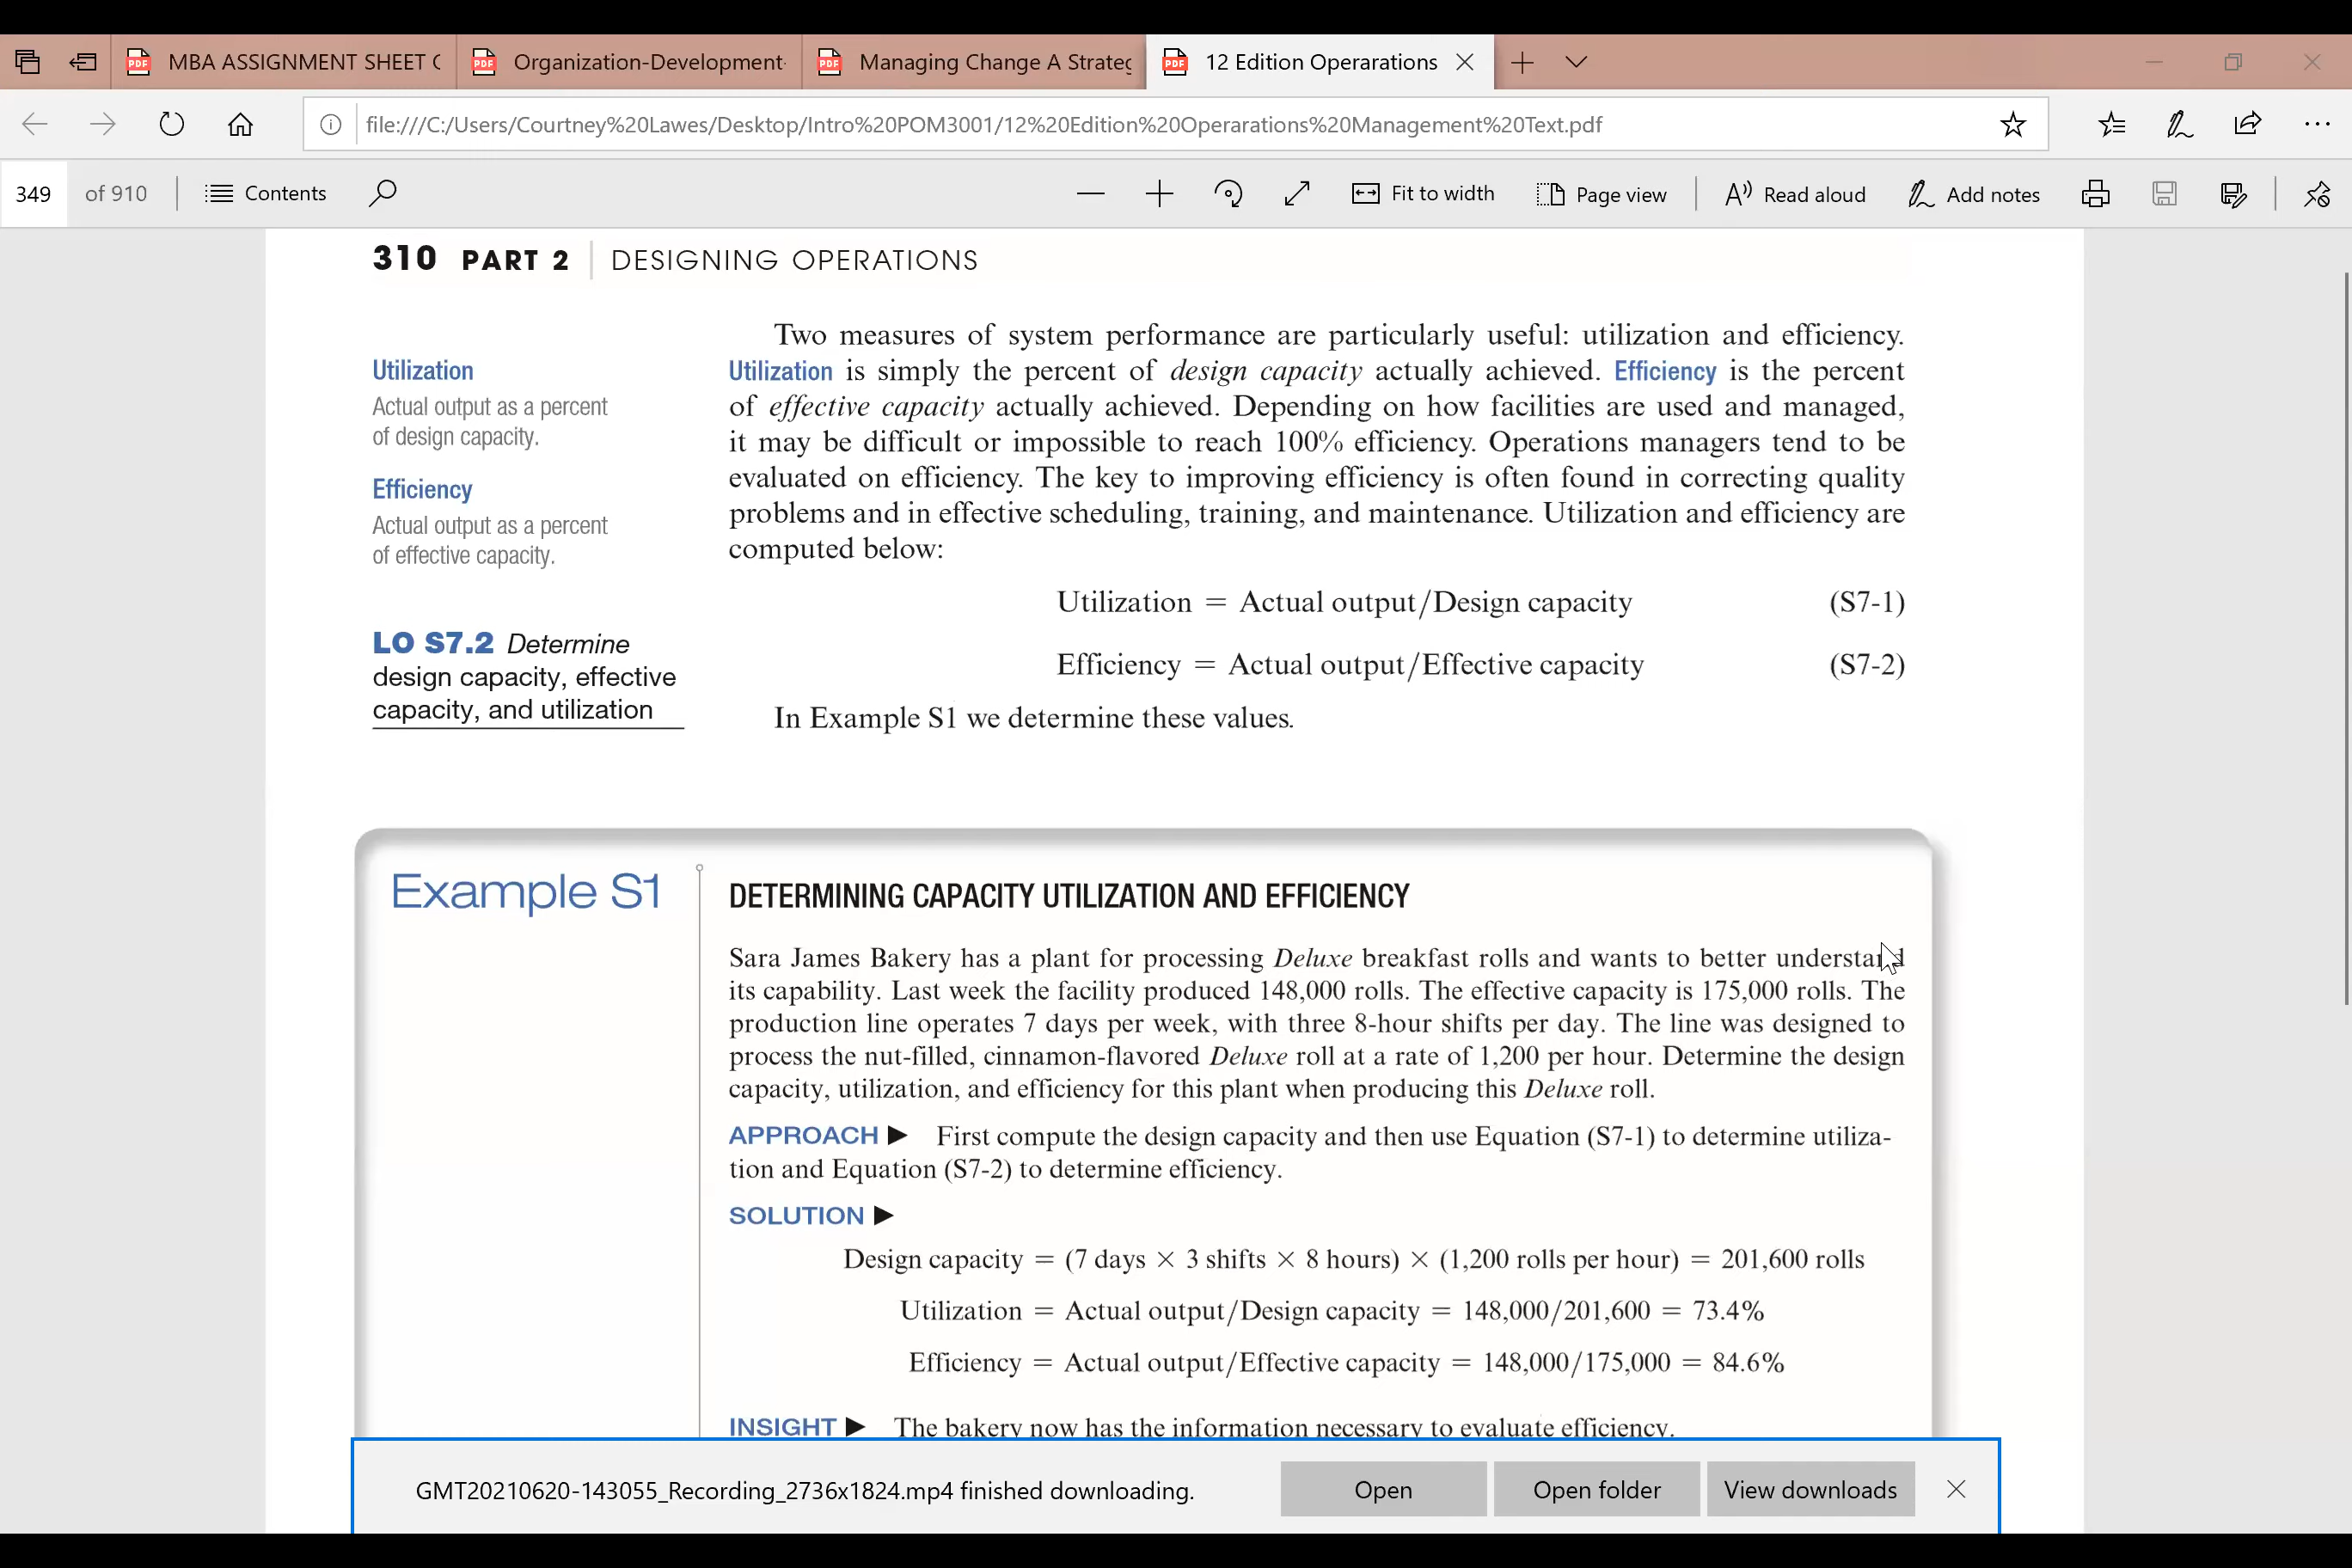 MBA ASSIGNMENT SHEET
Organization-Development-
Managing Change A Strateg
12 Edition Operarations
file:///C:/Users/Courtney%20Lawes/Desktop/Intro%20POM3001/12%20Edition%20Operarations%20Management%20Text.pdf
349 of 910
Contents
Fit to width
Page view
Read aloud
Add notes
310 PART 2 DESIGNING OPERATIONS
Utilization
Actual output as a percent
of design capacity.
Efficiency
Actual output as a percent
of effective capacity.
LO S7.2 Determine
design capacity, effective
capacity, and utilization
Two measures of system performance are particularly useful: utilization and efficiency.
Utilization is simply the percent of design capacity actually achieved. Efficiency is the percent
of effective capacity actually achieved. Depending on how facilities are used and managed,
it may be difficult or impossible to reach 100% efficiency. Operations managers tend to be
evaluated on efficiency. The key to improving efficiency is often found in correcting quality
problems and in effective scheduling, training, and maintenance. Utilization and efficiency are
computed below:
Utilization = Actual output/Design capacity (S7-1)
Efficiency = Actual output/Effective capacity (S7-2)
In Example S1 we determine these values.
Example S1
DETERMINING CAPACITY UTILIZATION AND EFFICIENCY
Sara James Bakery has a plant for processing Deluxe breakfast rolls and wants to better understand
its capability. Last week the facility produced 148,000 rolls. The effective capacity is 175,000 rolls. The
production line operates 7 days per week, with three 8-hour shifts per day. The line was designed to
process the nut-filled, cinnamon-flavored Deluxe roll at a rate of 1,200 per hour. Determine the design
capacity, utilization, and efficiency for this plant when producing this Deluxe roll.
APPROACH ▶ First compute the design capacity and then use Equation (S7-1) to determine utiliza-
tion and Equation (S7-2) to determine efficiency.
SOLUTION ▶
Design capacity = (7 days × 3 shifts × 8 hours) × (1,200 rolls per hour) = 201,600 rolls
Utilization = Actual output/Design capacity = 148,000/201,600 = 73.4%
Efficiency = Actual output/Effective capacity = 148,000/175,000 = 84.6%
INSIGHT ▶ The bakery now has the information necessary to evaluate efficiency.
GMT20210620-143055_Recording_2736x1824.mp4 finished downloading.
Open
Open folder
View downloads